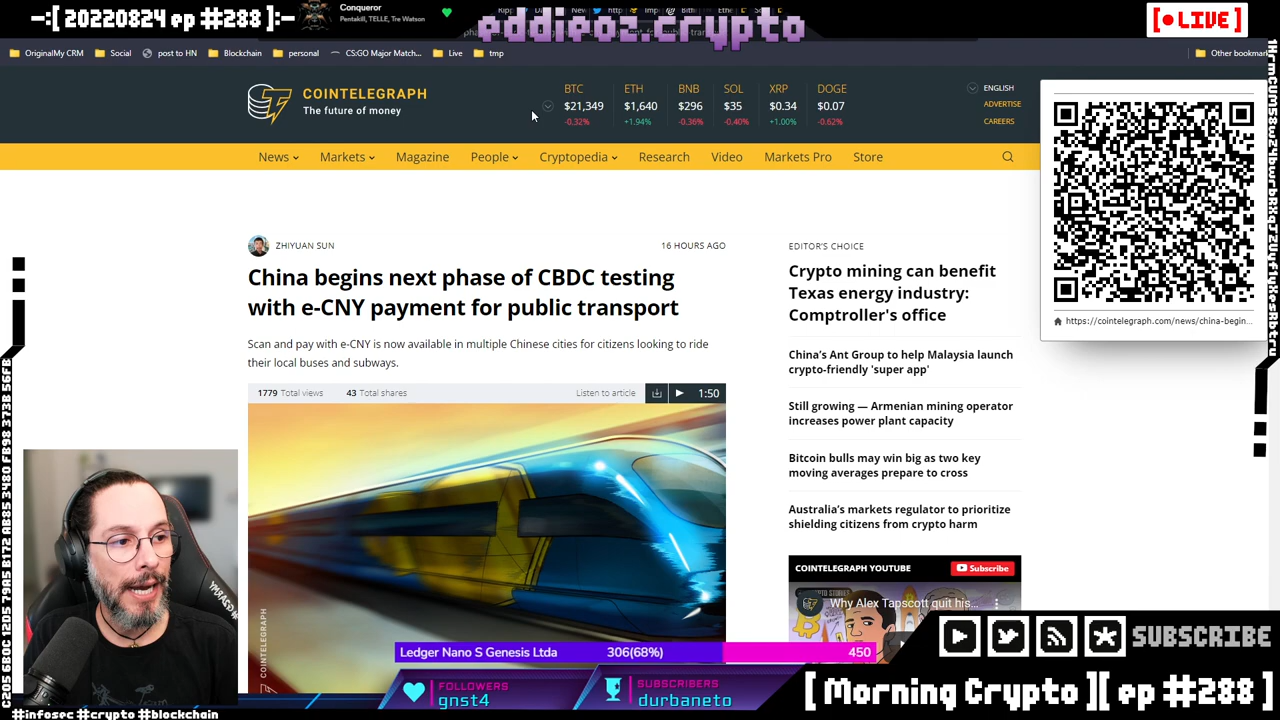 -:[ 20220824 ep #288 ]:-
Conqueror
Pentakill, TELLE, Tre Watson
eddieoz.crypto
[• LIVE]
OriginalMy CRM
Social
post to HN
Blockchain
personal
CS:GO Major Match...
Live
tmp
Other bookmar
COINTELEGRAPH
The future of money
BTC ETH BNB SOL XRP DOGE
$21,349 $1,640 $296 $35 $0.34 $0.07
-0.32% +1.94% -0.36% -0.40% +1.00% -0.62%
ENGLISH
ADVERTISE
CAREERS
News Markets Magazine People Cryptopedia Research Video Markets Pro Store
ZHIYUAN SUN
16 HOURS AGO
China begins next phase of CBDC testing
with e-CNY payment for public transport
Scan and pay with e-CNY is now available in multiple Chinese cities for citizens looking to ride
their local buses and subways.
1779 Total views
43 Total shares
Listen to article
1:50
COINTELEGRAPH
EDITOR'S CHOICE
Crypto mining can benefit
Texas energy industry:
Comptroller's office
China's Ant Group to help Malaysia launch
crypto-friendly 'super app'
Still growing — Armenian mining operator
increases power plant capacity
Bitcoin bulls may win big as two key
moving averages prepare to cross
Australia's markets regulator to prioritize
shielding citizens from crypto harm
COINTELEGRAPH YOUTUBE
Subscribe
Why Alex Tapscott quit his...
https://cointelegraph.com/news/china-begin...
Ledger Nano S Genesis Ltda
306(68%)
450
FOLLOWERS
gnst4
SUBSCRIBERS
durbaneto
SUBSCRIBE
[ Morning Crypto ][ ep #288 ]
#infosec #crypto #blockchain